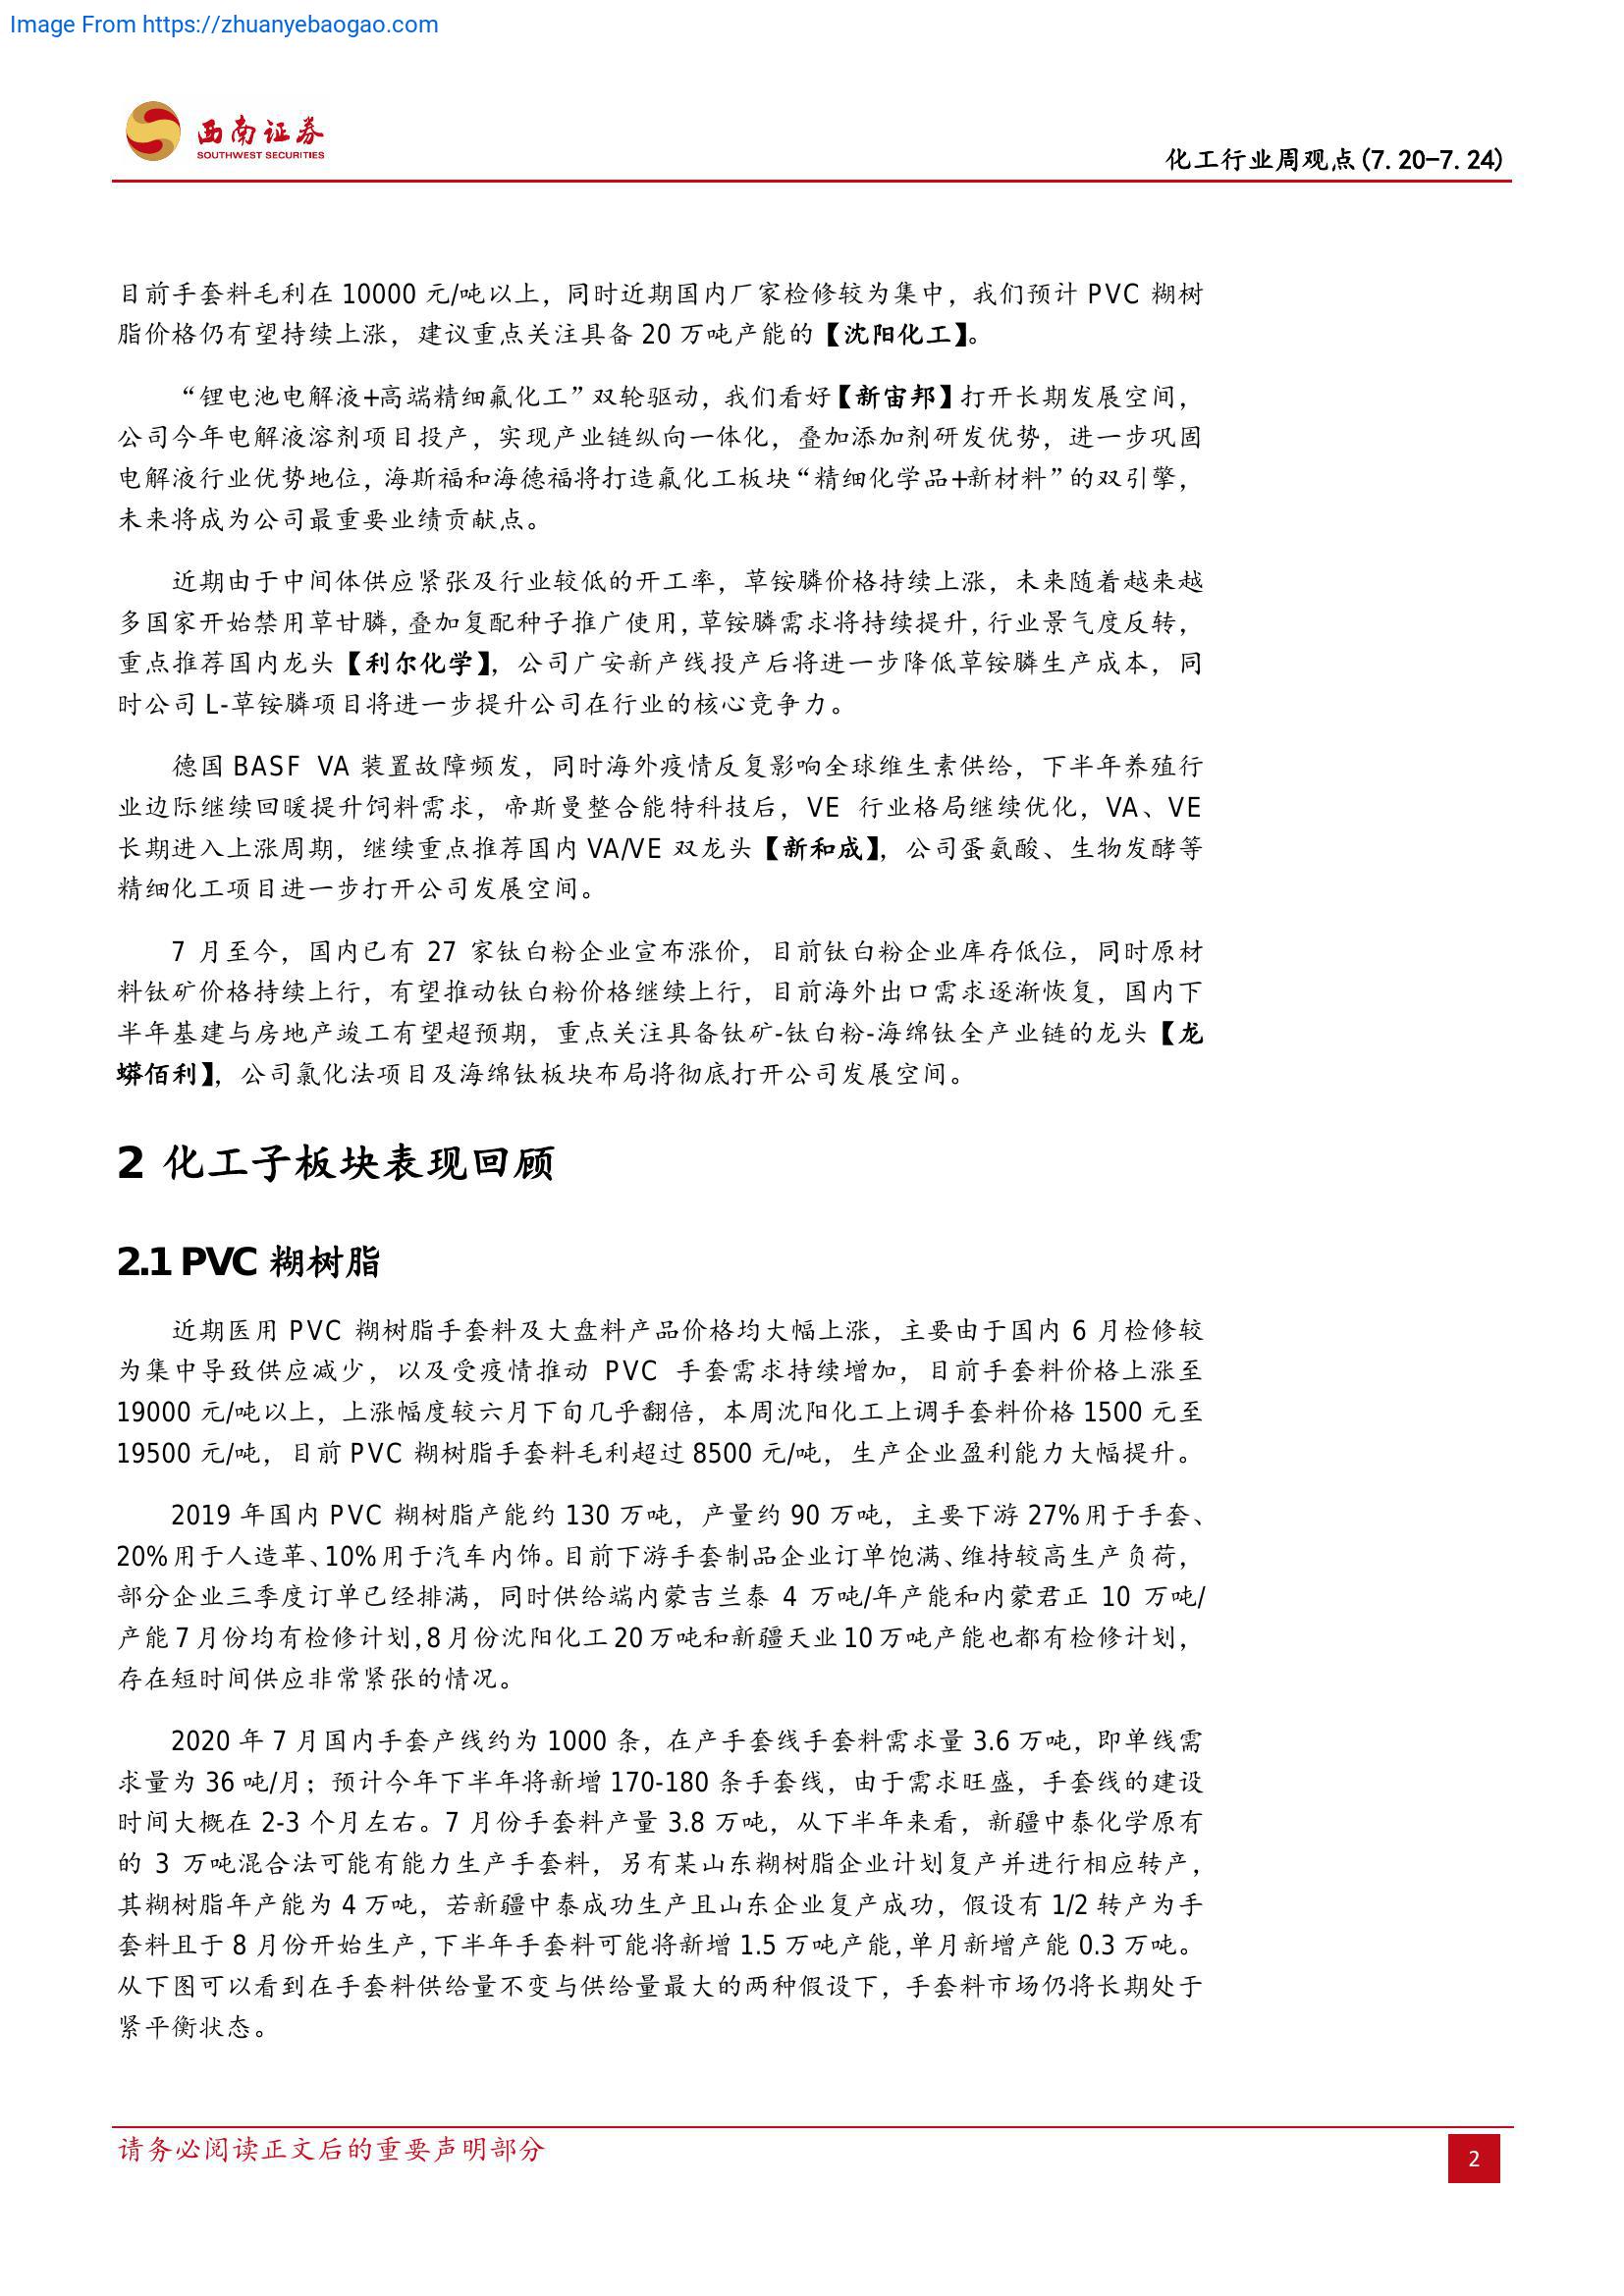 Image From https://zhuanyebaogao.com
西南证券
SOUTHWEST SECURITIES
化工行业周观点(7.20-7.24)
目前手套料毛利在 10000 元/吨以上，同时近期国内厂家检修较为集中，我们预计 PVC 糊树
脂价格仍有望持续上涨，建议重点关注具备 20 万吨产能的【沈阳化工】。
“锂电池电解液+高端精细氟化工”双轮驱动，我们看好【新宙邦】打开长期发展空间，
公司今年电解液溶剂项目投产，实现产业链纵向一体化，叠加添加剂研发优势，进一步巩固
电解液行业优势地位，海斯福和海德福将打造氟化工板块“精细化学品+新材料”的双引擎，
未来将成为公司最重要业绩贡献点。
近期由于中间体供应紧张及行业较低的开工率，草铵膦价格持续上涨，未来随着越来越
多国家开始禁用草甘膦，叠加复配种子推广使用，草铵膦需求将持续提升，行业景气度反转，
重点推荐国内龙头【利尔化学】，公司广安新产线投产后将进一步降低草铵膦生产成本，同
时公司 L-草铵膦项目将进一步提升公司在行业的核心竞争力。
德国 BASF VA 装置故障频发，同时海外疫情反复影响全球维生素供给，下半年养殖行
业边际继续回暖提升饲料需求，帝斯曼整合能特科技后，VE 行业格局继续优化，VA、VE
长期进入上涨周期，继续重点推荐国内 VA/VE 双龙头【新和成】，公司蛋氨酸、生物发酵等
精细化工项目进一步打开公司发展空间。
7 月至今，国内已有 27 家钛白粉企业宣布涨价，目前钛白粉企业库存低位，同时原材
料钛矿价格持续上行，有望推动钛白粉价格继续上行，目前海外出口需求逐渐恢复，国内下
半年基建与房地产竣工有望超预期，重点关注具备钛矿-钛白粉-海绵钛全产业链的龙头【龙
蟒佰利】，公司氯化法项目及海绵钛板块布局将彻底打开公司发展空间。
2 化工子板块表现回顾
2.1 PVC 糊树脂
近期医用 PVC 糊树脂手套料及大盘料产品价格均大幅上涨，主要由于国内 6 月检修较
为集中导致供应减少，以及受疫情推动 PVC 手套需求持续增加，目前手套料价格上涨至
19000 元/吨以上，上涨幅度较六月下旬几乎翻倍，本周沈阳化工上调手套料价格 1500 元至
19500 元/吨，目前 PVC 糊树脂手套料毛利超过 8500 元/吨，生产企业盈利能力大幅提升。
2019 年国内 PVC 糊树脂产能约 130 万吨，产量约 90 万吨，主要下游 27%用于手套、
20%用于人造革、10%用于汽车内饰。目前下游手套制品企业订单饱满、维持较高生产负荷，
部分企业三季度订单已经排满，同时供给端内蒙吉兰泰 4 万吨/年产能和内蒙君正 10 万吨/
产能 7 月份均有检修计划，8 月份沈阳化工 20 万吨和新疆天业 10 万吨产能也都有检修计划，
存在短时间供应非常紧张的情况。
2020 年 7 月国内手套产线约为 1000 条，在产手套线手套料需求量 3.6 万吨，即单线需
求量为 36 吨/月；预计今年下半年将新增 170-180 条手套线，由于需求旺盛，手套线的建设
时间大概在 2-3 个月左右。7 月份手套料产量 3.8 万吨，从下半年来看，新疆中泰化学原有
的 3 万吨混合法可能有能力生产手套料，另有某山东糊树脂企业计划复产并进行相应转产，
其糊树脂年产能为 4 万吨，若新疆中泰成功生产且山东企业复产成功，假设有 1/2 转产为手
套料且于 8 月份开始生产，下半年手套料可能将新增 1.5 万吨产能，单月新增产能 0.3 万吨。
从下图可以看到在手套料供给量不变与供给量最大的两种假设下，手套料市场仍将长期处于
紧平衡状态。
请务必阅读正文后的重要声明部分
2